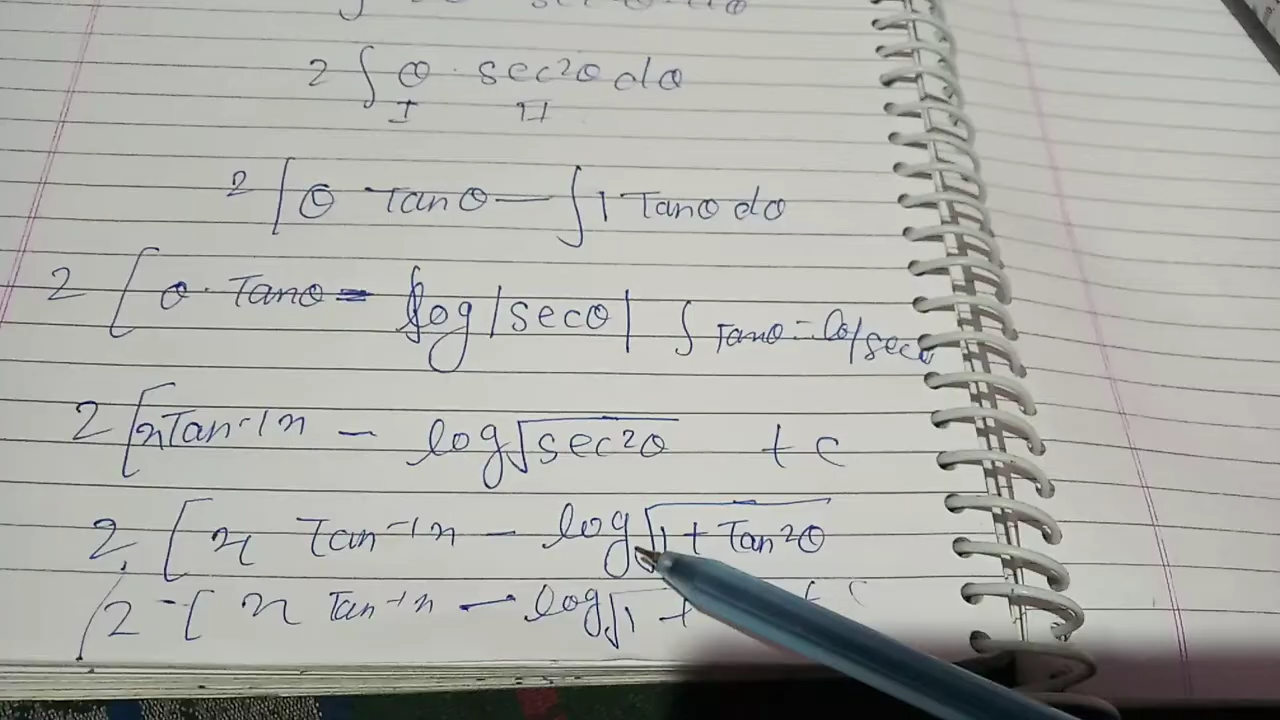 2 ∫ θ · sec²θ dθ
I II
2 [ θ Tanθ – ∫ 1 Tanθ dθ
2 [ θ · Tanθ – log |secθ| ∫ Tanθ = log secθ
2 [ x Tan⁻¹x – log √sec²θ + c
2 [ x Tan⁻¹x – log √1 + Tan²θ
2 [ x Tan⁻¹x – log √1 + + c